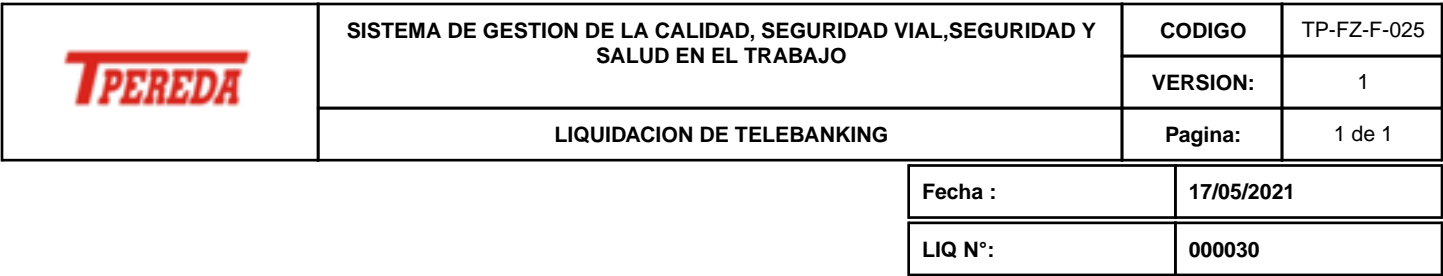 TPEREDA
SISTEMA DE GESTION DE LA CALIDAD, SEGURIDAD VIAL,SEGURIDAD Y
SALUD EN EL TRABAJO
CODIGO
TP-FZ-F-025
VERSION:
1
LIQUIDACION DE TELEBANKING
Pagina:
1 de 1
Fecha :
17/05/2021
LIQ N°:
000030